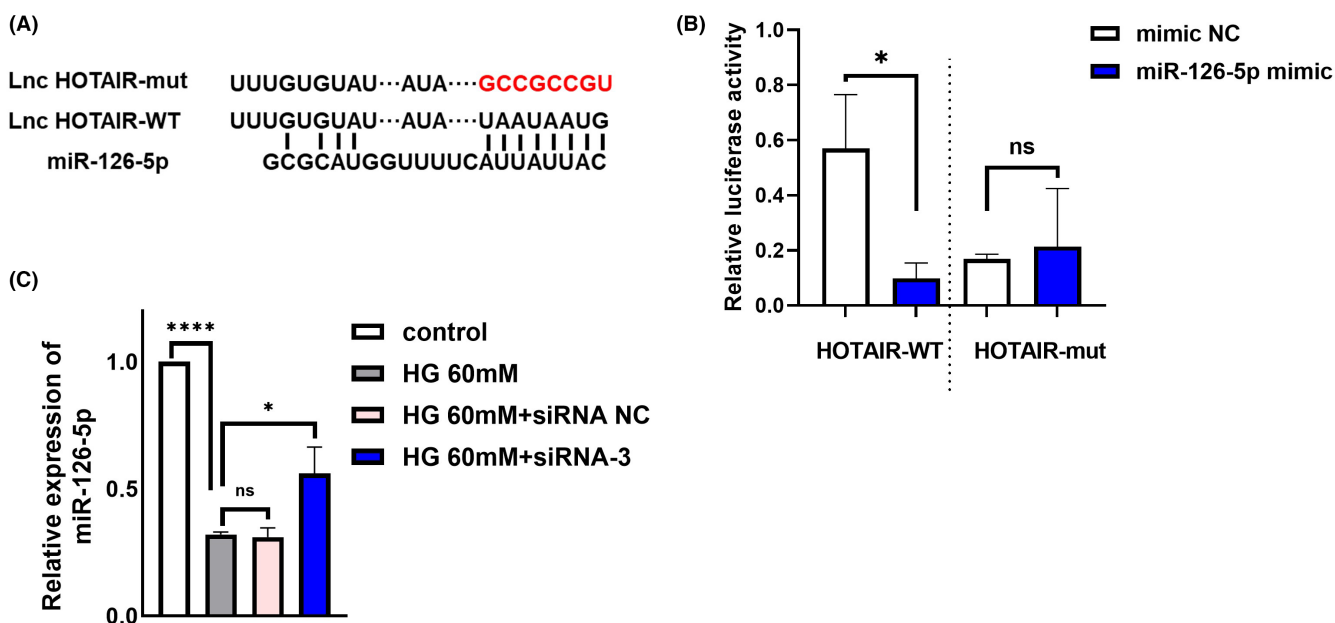 (A)
Lnc HOTAIR-mut UUUGUGUAU···AUA····GCCGCCGU
Lnc HOTAIR-WT UUUGUGUAU···AUA····UAAUAAUG
miR-126-5p GCGCAUGGUUUUCAUUAUUAC
(B)
Relative luciferase activity
1.0
0.8
0.6
0.4
0.2
0.0
*
ns
HOTAIR-WT
HOTAIR-mut
mimic NC
miR-126-5p mimic
(C)
Relative expression of
miR-126-5p
1.0
0.5
0.0
****
*
ns
control
HG 60mM
HG 60mM+siRNA NC
HG 60mM+siRNA-3